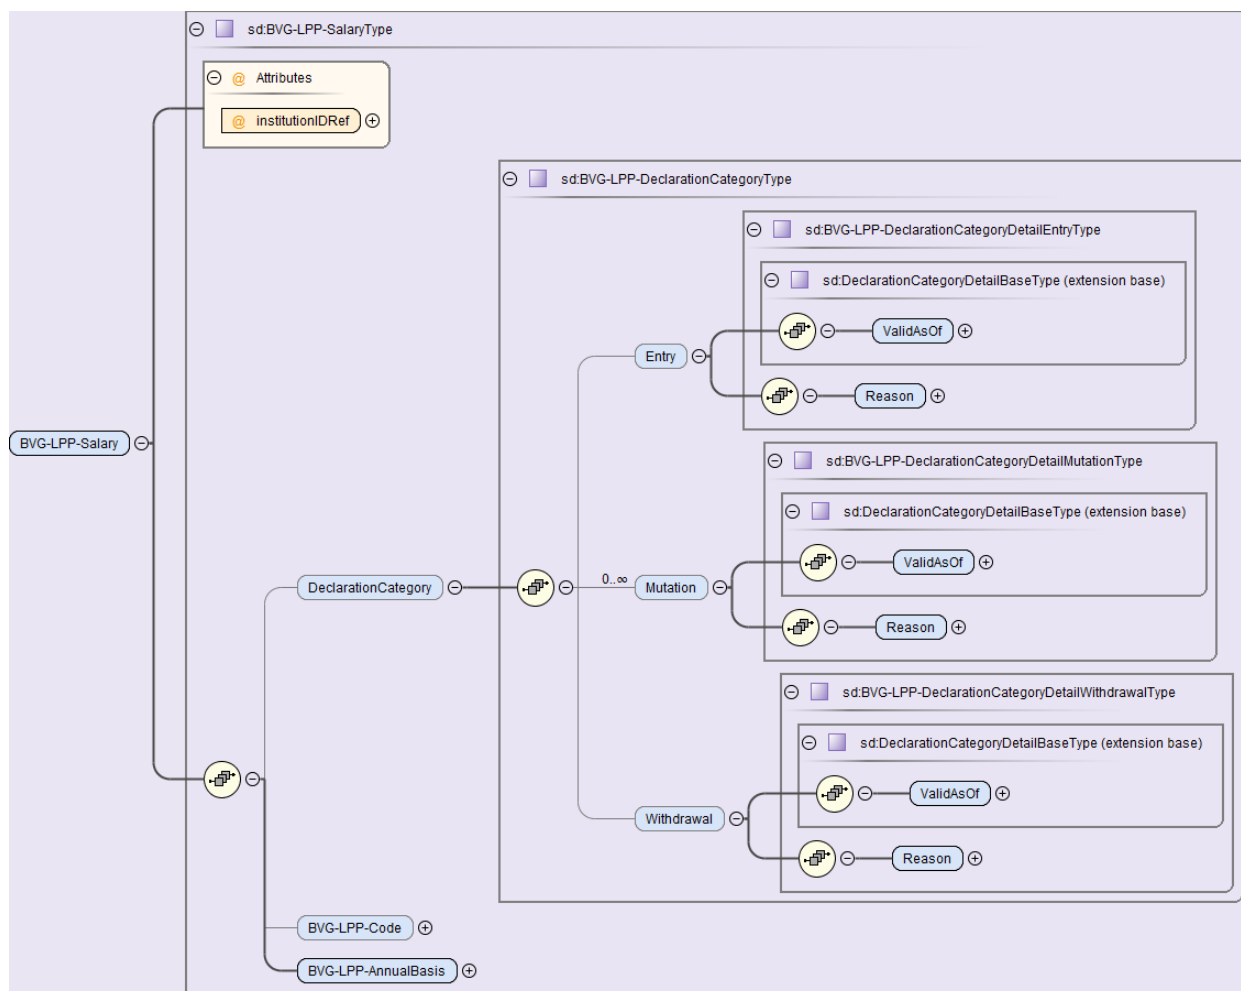 sd:BVG-LPP-SalaryType
@ Attributes
@ institutionIDRef
sd:BVG-LPP-DeclarationCategoryType
sd:BVG-LPP-DeclarationCategoryDetailEntryType
sd:DeclarationCategoryDetailBaseType (extension base)
ValidAsOf
Entry
Reason
BVG-LPP-Salary
sd:BVG-LPP-DeclarationCategoryDetailMutationType
sd:DeclarationCategoryDetailBaseType (extension base)
ValidAsOf
DeclarationCategory
0..∞
Mutation
Reason
sd:BVG-LPP-DeclarationCategoryDetailWithdrawalType
sd:DeclarationCategoryDetailBaseType (extension base)
ValidAsOf
Withdrawal
Reason
BVG-LPP-Code
BVG-LPP-AnnualBasis